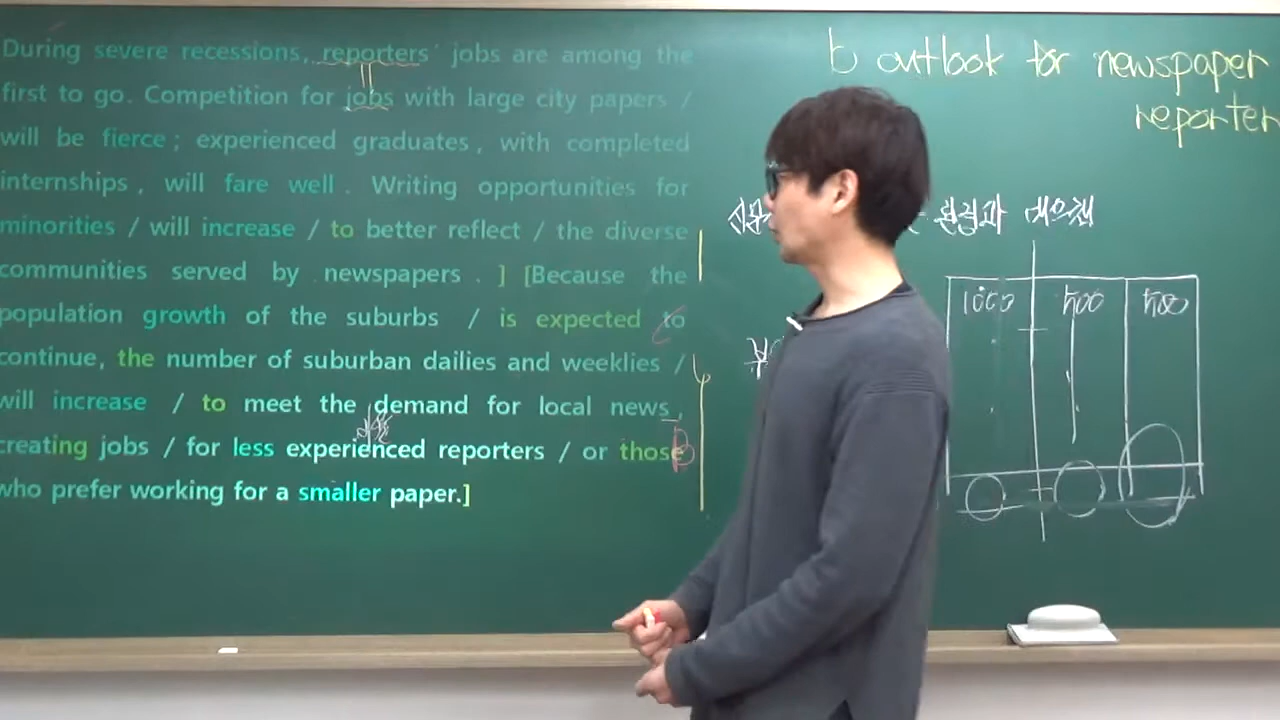 During severe recessions, reporters' jobs are among the
first to go. Competition for jobs with large city papers /
will be fierce ; experienced graduates , with completed
internships , will fare well . Writing opportunities for
minorities / will increase / to better reflect / the diverse
communities served by newspapers . ] [Because the
population growth of the suburbs / is expected to
continue, the number of suburban dailies and weeklies /
will increase / to meet the demand for local news ,
creating jobs / for less experienced reporters / or those
who prefer working for a smaller paper.]
outlook for newspaper
reporter
1000 500 500